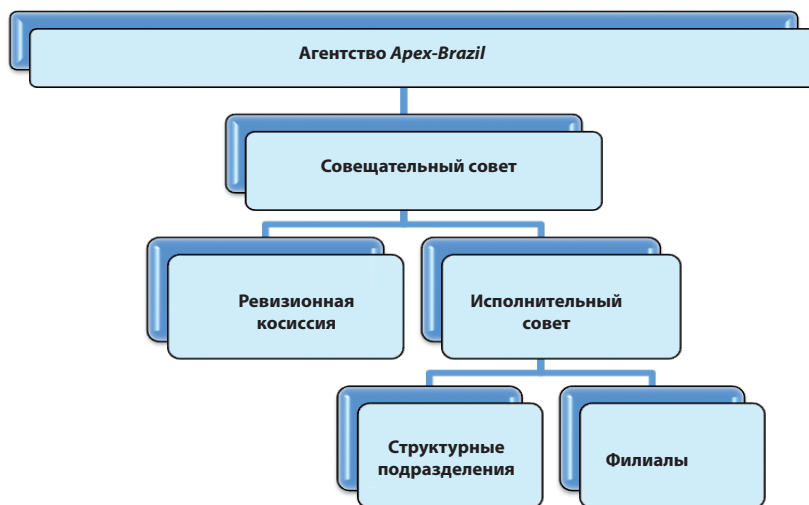 Агентство Apex-Brazil
Совещательный совет
Ревизионная
косиссия
Исполнительный
совет
Структурные
подразделения
Филиалы